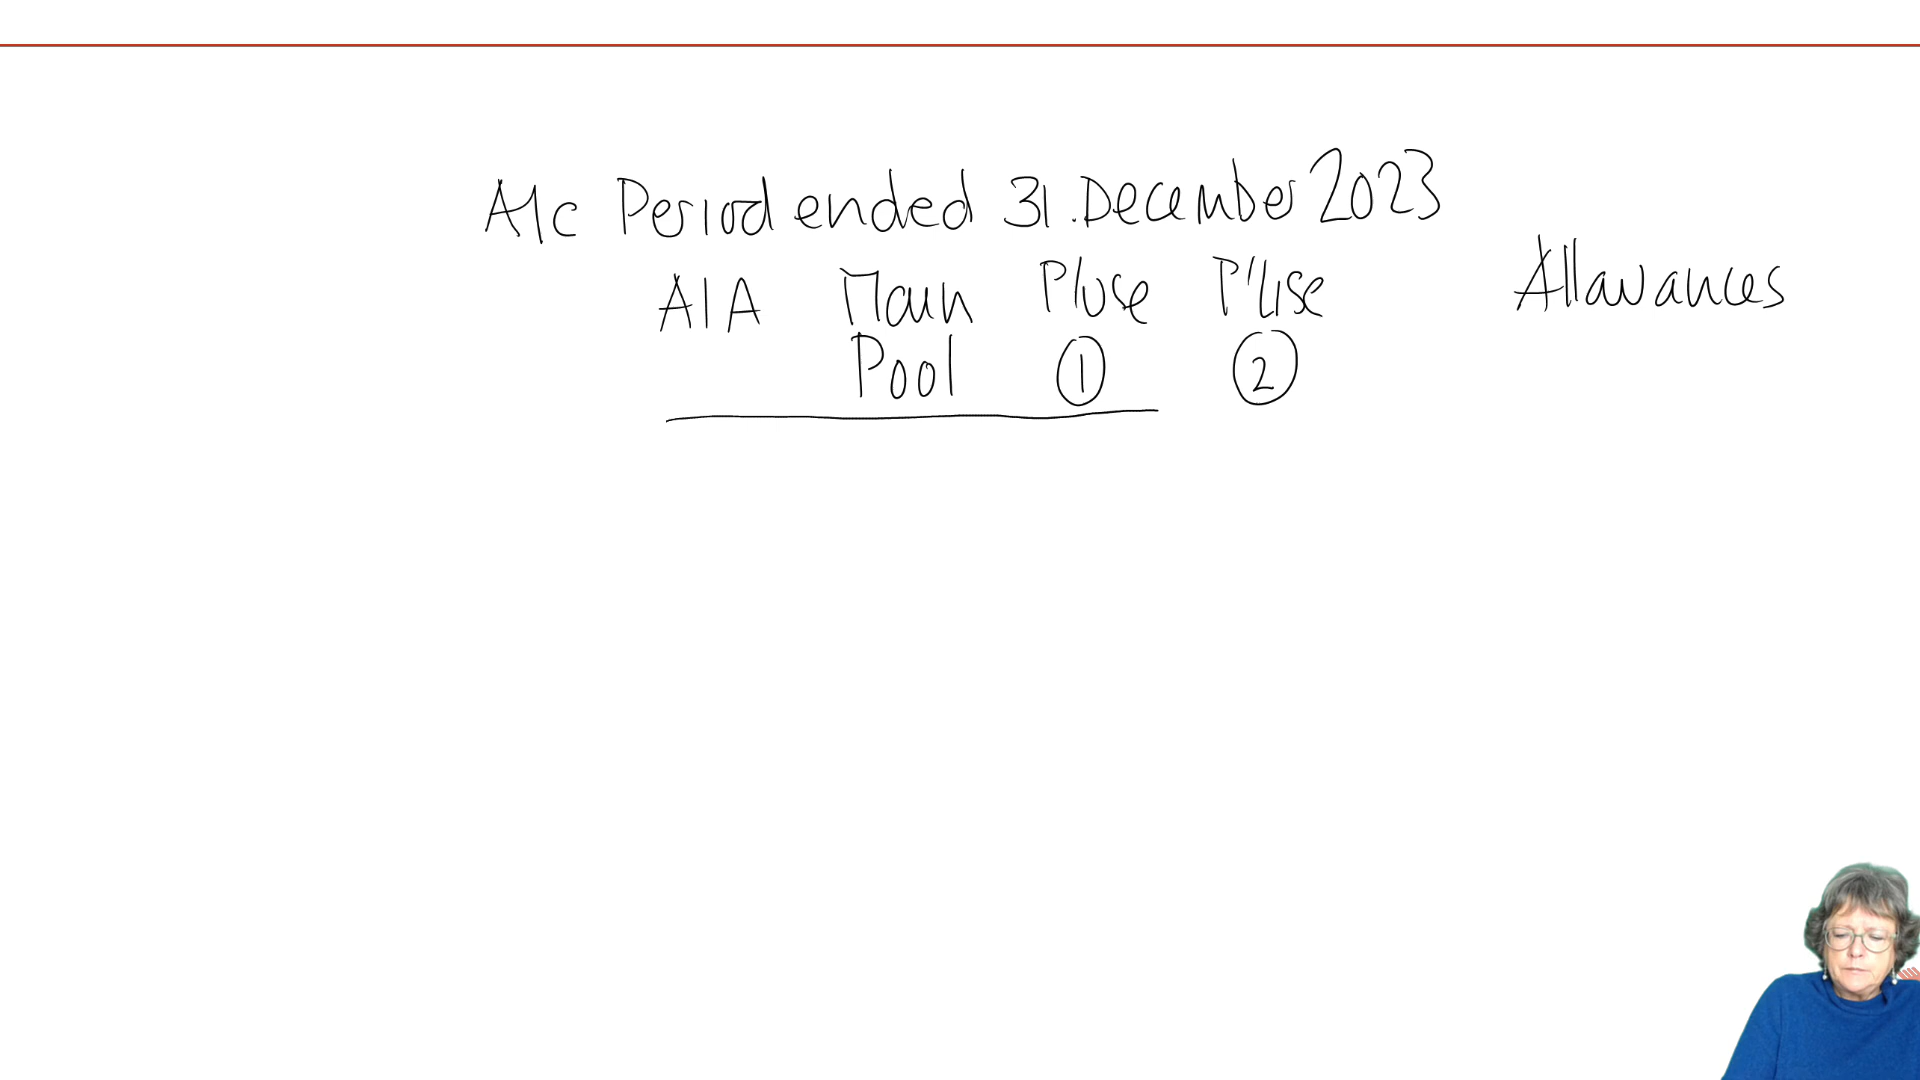 A/c Period ended 31.December 2023
AIA Main P/use P'/use Allowances
Pool 1 2